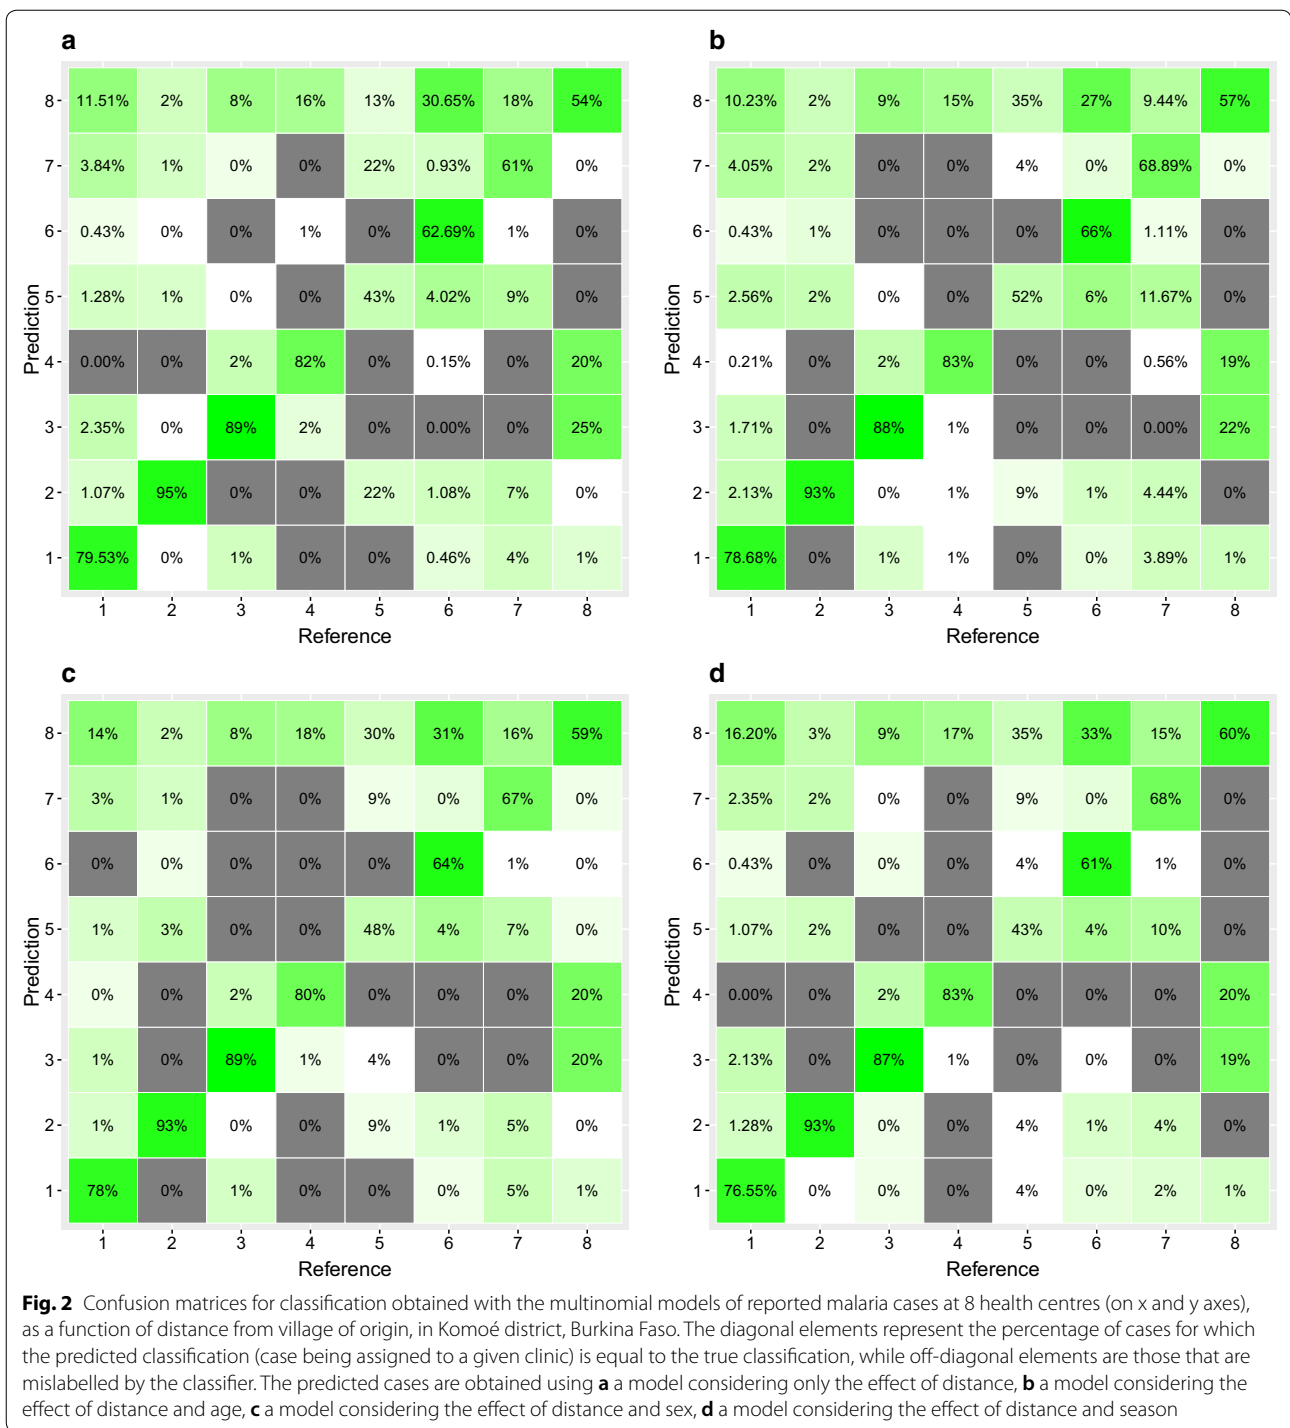 a
8 11.51% 2% 8% 16% 13% 30.65% 18% 54%
7 3.84% 1% 0% 0% 22% 0.93% 61% 0%
6 0.43% 0% 0% 1% 0% 62.69% 1% 0%
5 1.28% 1% 0% 0% 43% 4.02% 9% 0%
4 0.00% 0% 2% 82% 0% 0.15% 0% 20%
3 2.35% 0% 89% 2% 0% 0.00% 0% 25%
2 1.07% 95% 0% 0% 22% 1.08% 7% 0%
1 79.53% 0% 1% 0% 0% 0.46% 4% 1%
Prediction
1 2 3 4 5 6 7 8
Reference
b
8 10.23% 2% 9% 15% 35% 27% 9.44% 57%
7 4.05% 2% 0% 0% 4% 0% 68.89% 0%
6 0.43% 1% 0% 0% 0% 66% 1.11% 0%
5 2.56% 2% 0% 0% 52% 6% 11.67% 0%
4 0.21% 0% 2% 83% 0% 0% 0.56% 19%
3 1.71% 0% 88% 1% 0% 0% 0.00% 22%
2 2.13% 93% 0% 1% 9% 1% 4.44% 0%
1 78.68% 0% 1% 1% 0% 0% 3.89% 1%
Prediction
1 2 3 4 5 6 7 8
Reference
c
8 14% 2% 8% 18% 30% 31% 16% 59%
7 3% 1% 0% 0% 9% 0% 67% 0%
6 0% 0% 0% 0% 0% 64% 1% 0%
5 1% 3% 0% 0% 48% 4% 7% 0%
4 0% 0% 2% 80% 0% 0% 0% 20%
3 1% 0% 89% 1% 4% 0% 0% 20%
2 1% 93% 0% 0% 9% 1% 5% 0%
1 78% 0% 1% 0% 0% 0% 5% 1%
Prediction
1 2 3 4 5 6 7 8
Reference
d
8 16.20% 3% 9% 17% 35% 33% 15% 60%
7 2.35% 2% 0% 0% 9% 0% 68% 0%
6 0.43% 0% 0% 0% 4% 61% 1% 0%
5 1.07% 2% 0% 0% 43% 4% 10% 0%
4 0.00% 0% 2% 83% 0% 0% 0% 20%
3 2.13% 0% 87% 1% 0% 0% 0% 19%
2 1.28% 93% 0% 0% 4% 1% 4% 0%
1 76.55% 0% 0% 0% 4% 0% 2% 1%
Prediction
1 2 3 4 5 6 7 8
Reference
Fig. 2 Confusion matrices for classification obtained with the multinomial models of reported malaria cases at 8 health centres (on x and y axes),
as a function of distance from village of origin, in Komoé district, Burkina Faso. The diagonal elements represent the percentage of cases for which
the predicted classification (case being assigned to a given clinic) is equal to the true classification, while off-diagonal elements are those that are
mislabelled by the classifier. The predicted cases are obtained using a a model considering only the effect of distance, b a model considering the
effect of distance and age, c a model considering the effect of distance and sex, d a model considering the effect of distance and season